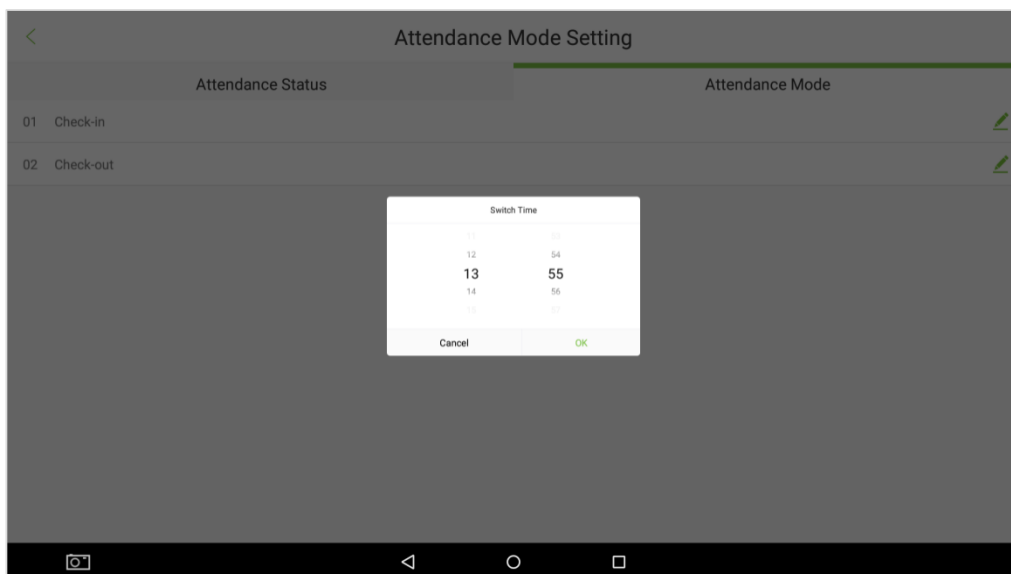 Attendance Mode Setting
Attendance Status
Attendance Mode
01 Check-in
02 Check-out
Switch Time
11
12 54
13 55
14 56
Cancel OK